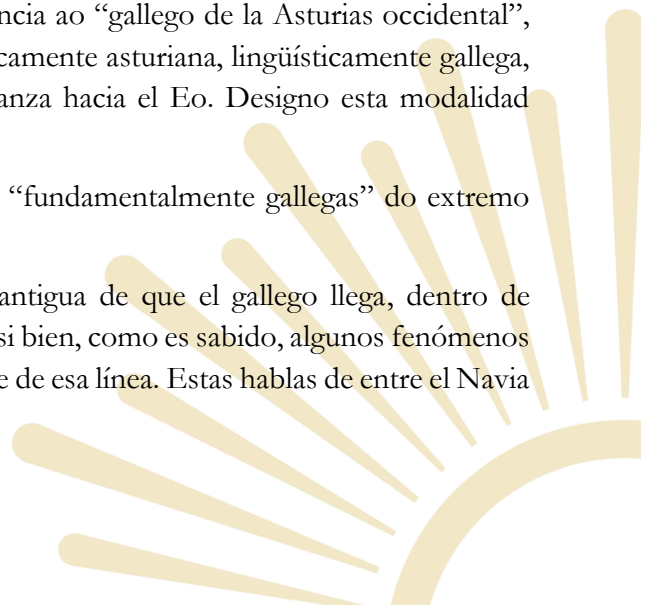 ncia ao “gallego de la Asturias occidental”,
camente asturiana, lingüísticamente gallega,
anza hacia el Eo. Designo esta modalidad
“fundamentalmente gallegas” do extremo
antigua de que el gallego llega, dentro de
si bien, como es sabido, algunos fenómenos
e de esa línea. Estas hablas de entre el Navia